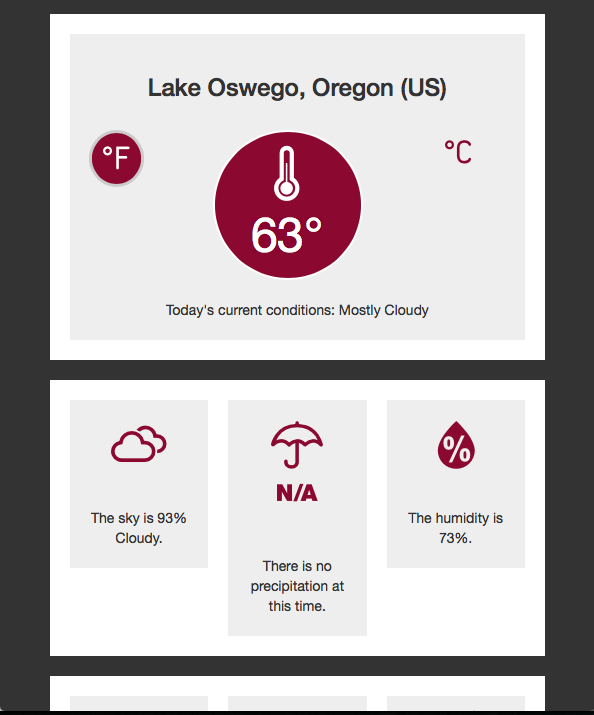 Lake Oswego, Oregon (US)
°F
°C
63°
Today's current conditions: Mostly Cloudy
N/A
%
The sky is 93%
Cloudy.
There is no
precipitation at
this time.
The humidity is
73%.